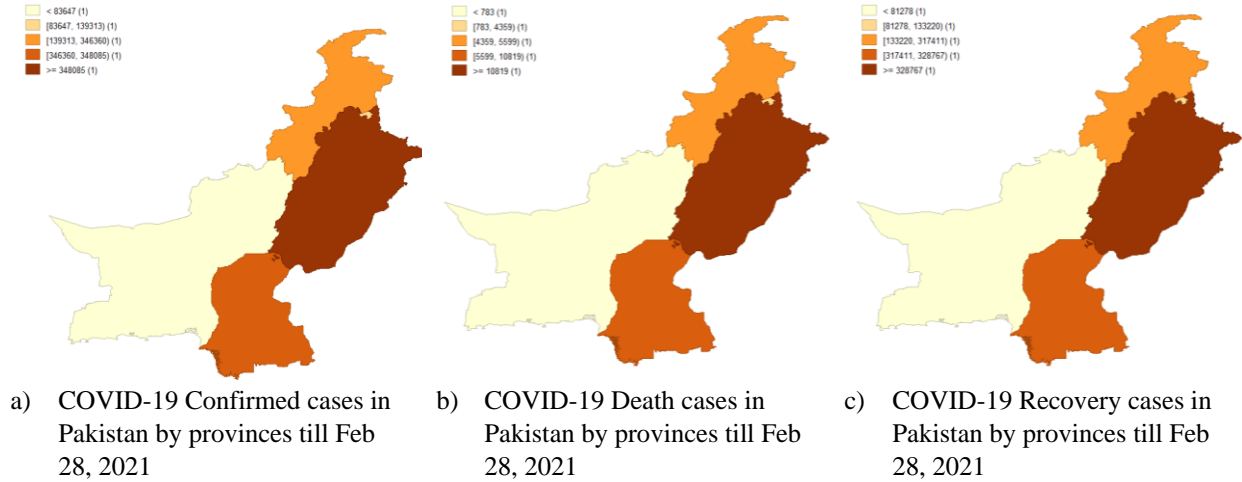 < 83647 (1)
[83647, 139313) (1)
[139313, 346360) (1)
[346360, 348085) (1)
>= 348085 (1)
< 783 (1)
[783, 4359) (1)
[4359, 5599) (1)
[5599, 10819) (1)
>= 10819 (1)
< 81278 (1)
[81278, 133220) (1)
[133220, 317411) (1)
[317411, 328767) (1)
>= 328767 (1)
a) COVID-19 Confirmed cases in
Pakistan by provinces till Feb
28, 2021
b) COVID-19 Death cases in
Pakistan by provinces till Feb
28, 2021
c) COVID-19 Recovery cases in
Pakistan by provinces till Feb
28, 2021